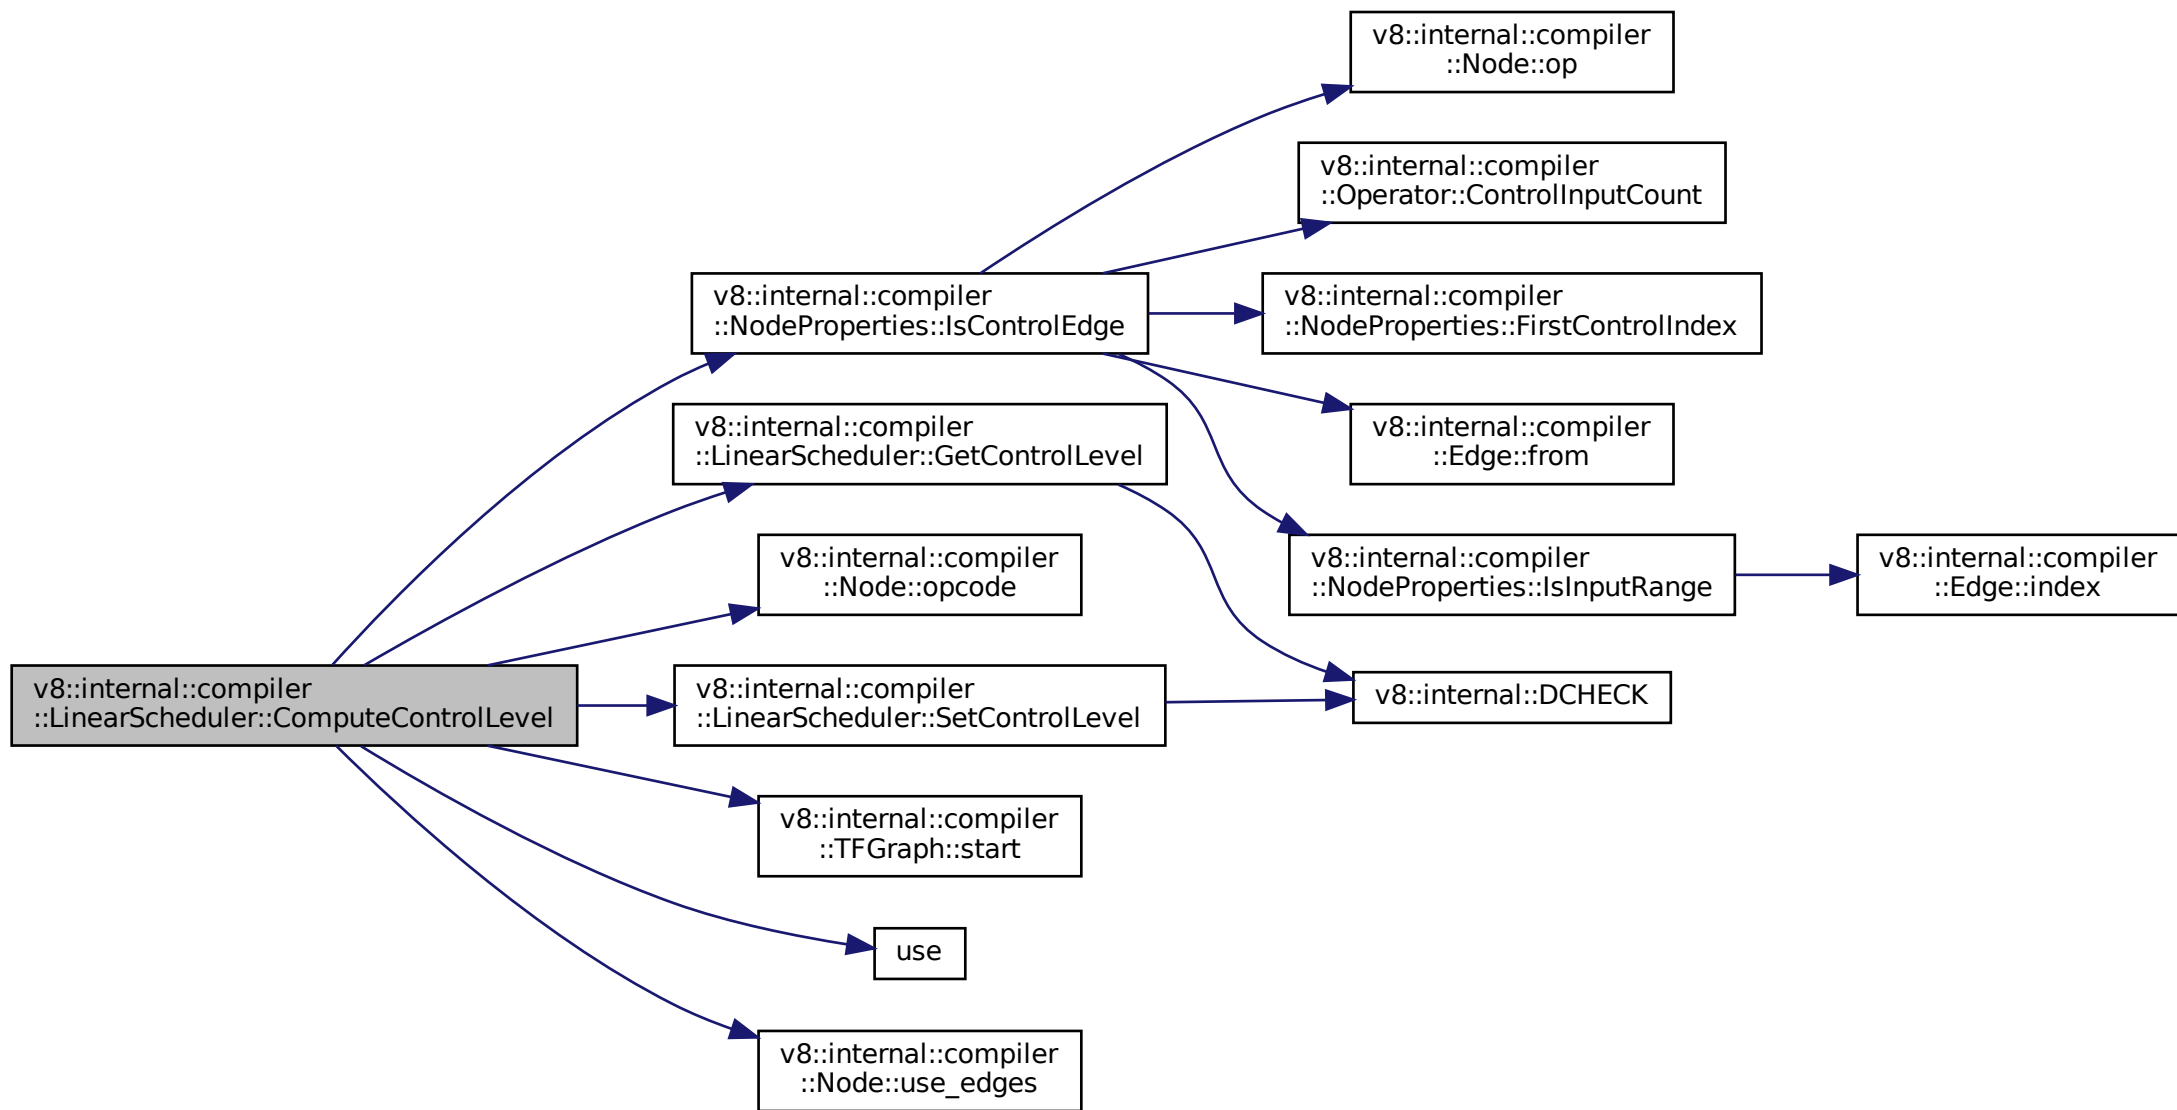 v8::internal::compiler
::LinearScheduler::ComputeControlLevel
v8::internal::compiler
::NodeProperties::IsControlEdge
v8::internal::compiler
::LinearScheduler::GetControlLevel
v8::internal::compiler
::Node::opcode
v8::internal::compiler
::LinearScheduler::SetControlLevel
v8::internal::compiler
::TFGraph::start
use
v8::internal::compiler
::Node::use_edges
v8::internal::compiler
::Node::op
v8::internal::compiler
::Operator::ControlInputCount
v8::internal::compiler
::NodeProperties::FirstControlIndex
v8::internal::compiler
::Edge::from
v8::internal::compiler
::NodeProperties::IsInputRange
v8::internal::DCHECK
v8::internal::compiler
::Edge::index